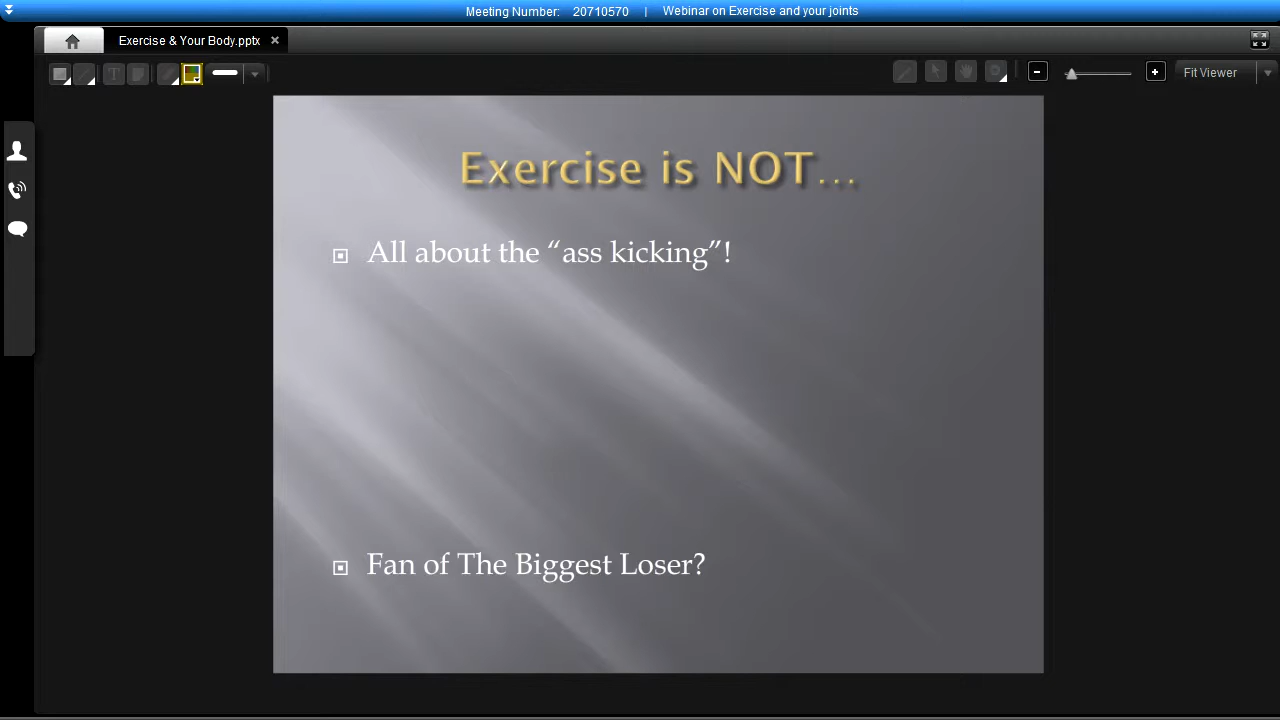 Meeting Number: 20710570 | Webinar on Exercise and your joints
Exercise & Your Body.pptx
Fit Viewer
Exercise is NOT...
All about the “ass kicking”!
Fan of The Biggest Loser?